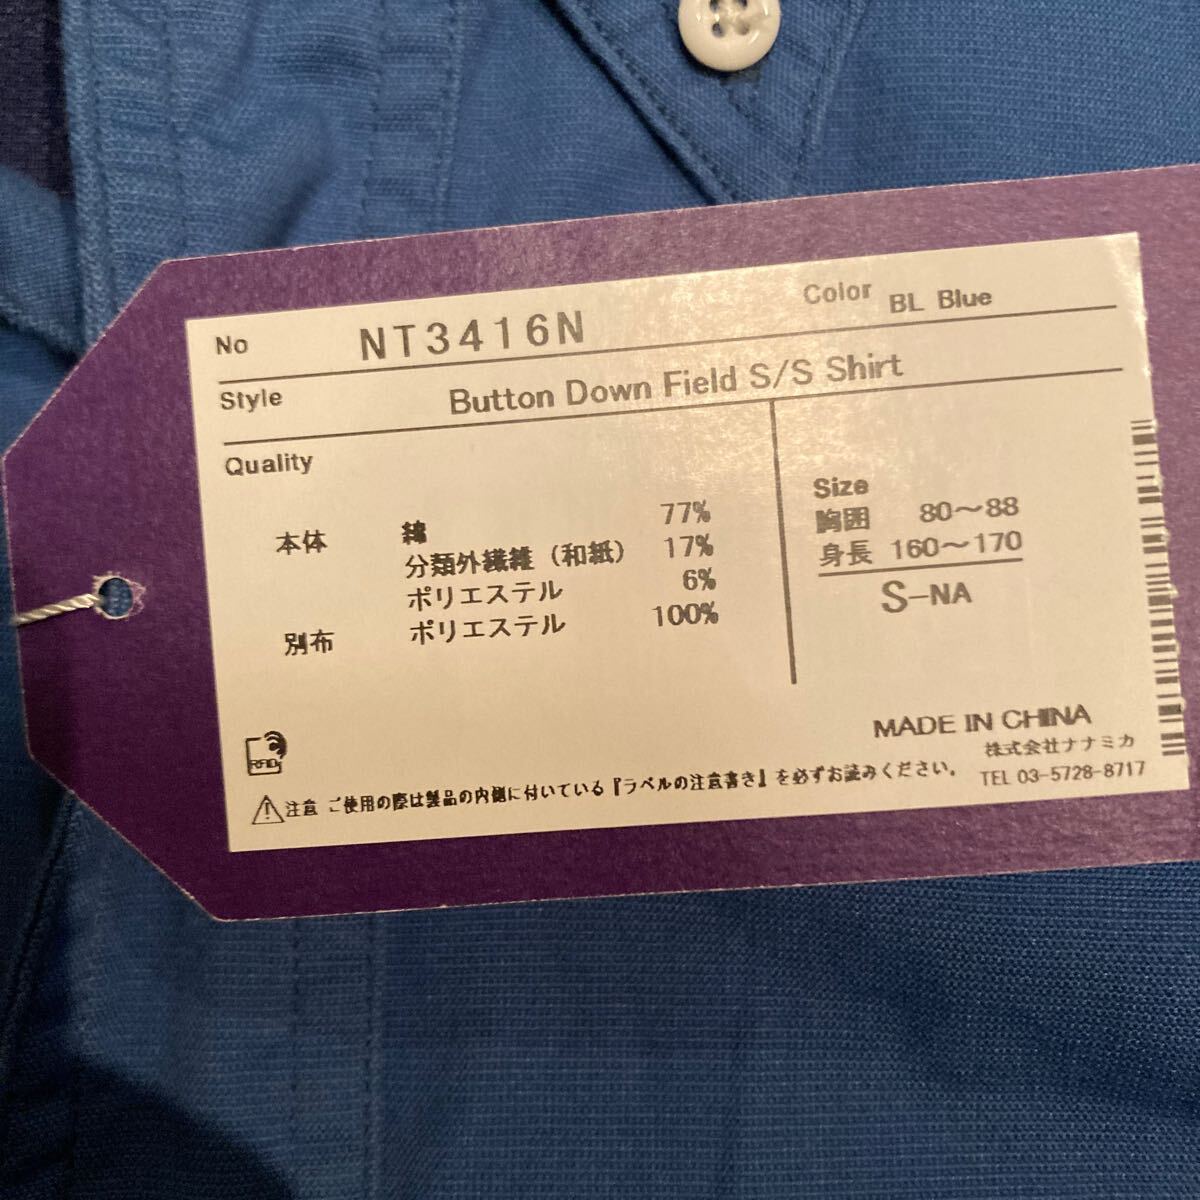 No NT3416N Color BL Blue
Style Button Down Field S/S Shirt
Quality
本体 綿 77%
分類外繊維（和紙） 17%
ポリエステル 6%
別布 ポリエステル 100%
Size
胸囲 80～88
身長 160～170
S-NA
MADE IN CHINA
株式会社ナナミカ
TEL 03-5728-8717
RFID
注意 ご使用の際は製品の内側に付いている『ラベルの注意書き』を必ずお読みください。